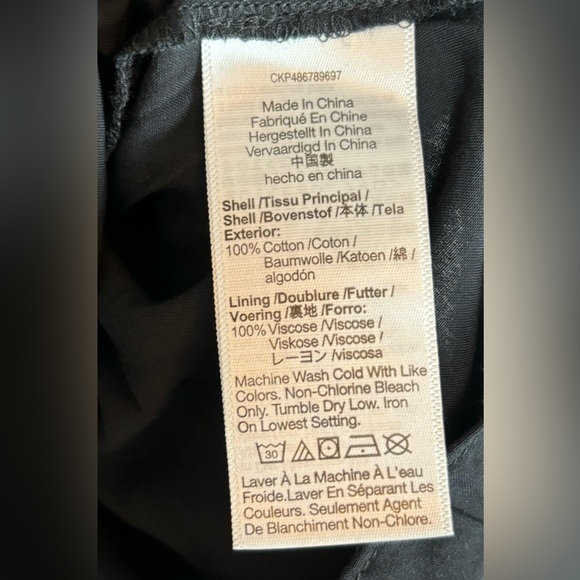 CKP486789697
Made In China
Fabriqué En Chine
Hergestellt In China
Vervaardigd In China
中国製
hecho en china
Shell /Tissu Principal /
Shell /Bovenstof /本体 /Tela
Exterior:
100% Cotton /Coton /
Baumwolle /Katoen /綿 /
algodón
Lining /Doublure /Futter /
Voering /裏地 /Forro:
100% Viscose /Viscose /
Viskose /Viscose /
レーヨン /viscosa
Machine Wash Cold With Like
Colors. Non-Chlorine Bleach
Only. Tumble Dry Low. Iron
On Lowest Setting.
30
Laver À La Machine À L'eau
Froide.Laver En Séparant Les
Couleurs. Seulement Agent
De Blanchiment Non-Chlore.